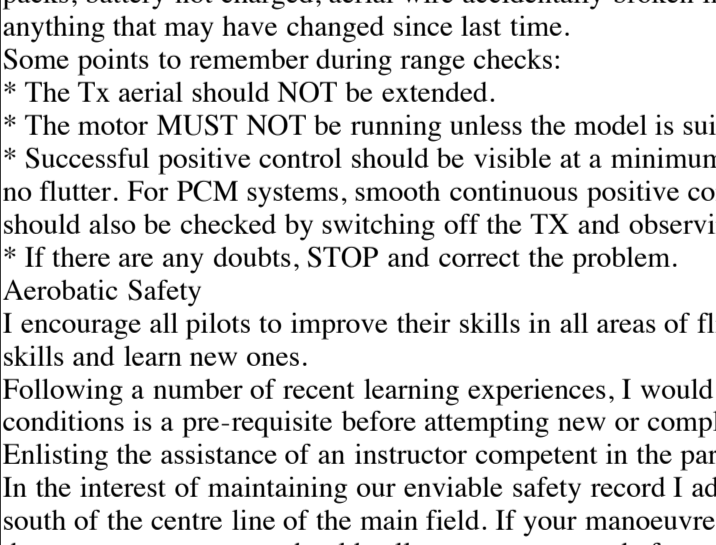 packs, battery not charged, aerial wire accidentally broken
anything that may have changed since last time.
Some points to remember during range checks:
* The Tx aerial should NOT be extended.
* The motor MUST NOT be running unless the model is sui
* Successful positive control should be visible at a minimum
no flutter. For PCM systems, smooth continuous positive co
should also be checked by switching off the TX and observi
* If there are any doubts, STOP and correct the problem.
Aerobatic Safety
I encourage all pilots to improve their skills in all areas of fl
skills and learn new ones.
Following a number of recent learning experiences, I would
conditions is a pre-requisite before attempting new or compl
Enlisting the assistance of an instructor competent in the par
In the interest of maintaining our enviable safety record I ad
south of the centre line of the main field. If your manoeuvre